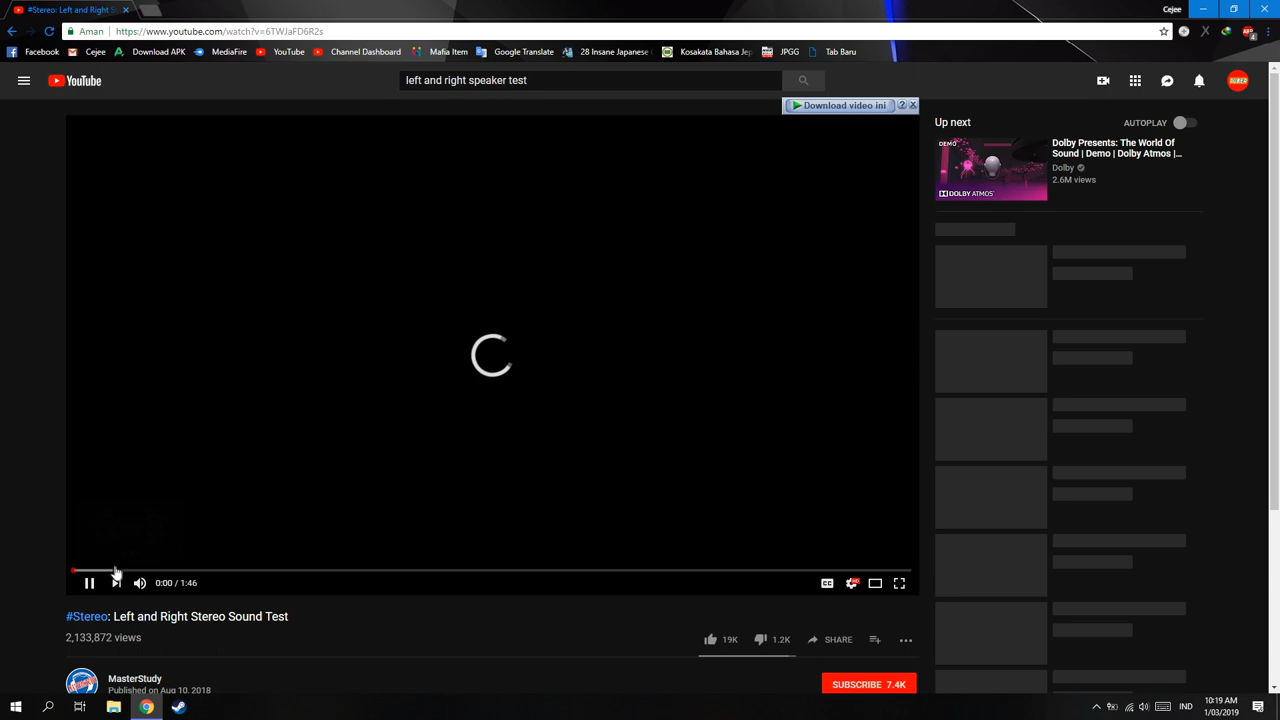 #Stereo: Left and Right S
Cejee
Aman
https://www.youtube.com/watch?v=6TWJaFD6R2s
Facebook
Cejee
Download APK
MediaFire
YouTube
Channel Dashboard
Mafia Item
Google Translate
28 Insane Japanese C
Kosakata Bahasa Jep
JPGG
Tab Baru
YouTube
left and right speaker test
Download video ini
Up next
AUTOPLAY
DEMO
DOLBY ATMOS
Dolby Presents: The World Of
Sound | Demo | Dolby Atmos |...
Dolby
2.6M views
0:00 / 1:46
CC
HD
#Stereo: Left and Right Stereo Sound Test
2,133,872 views
19K
1.2K
SHARE
MasterStudy
Published on Aug 10, 2018
SUBSCRIBE 7.4K
IND
10:19 AM
1/03/2019